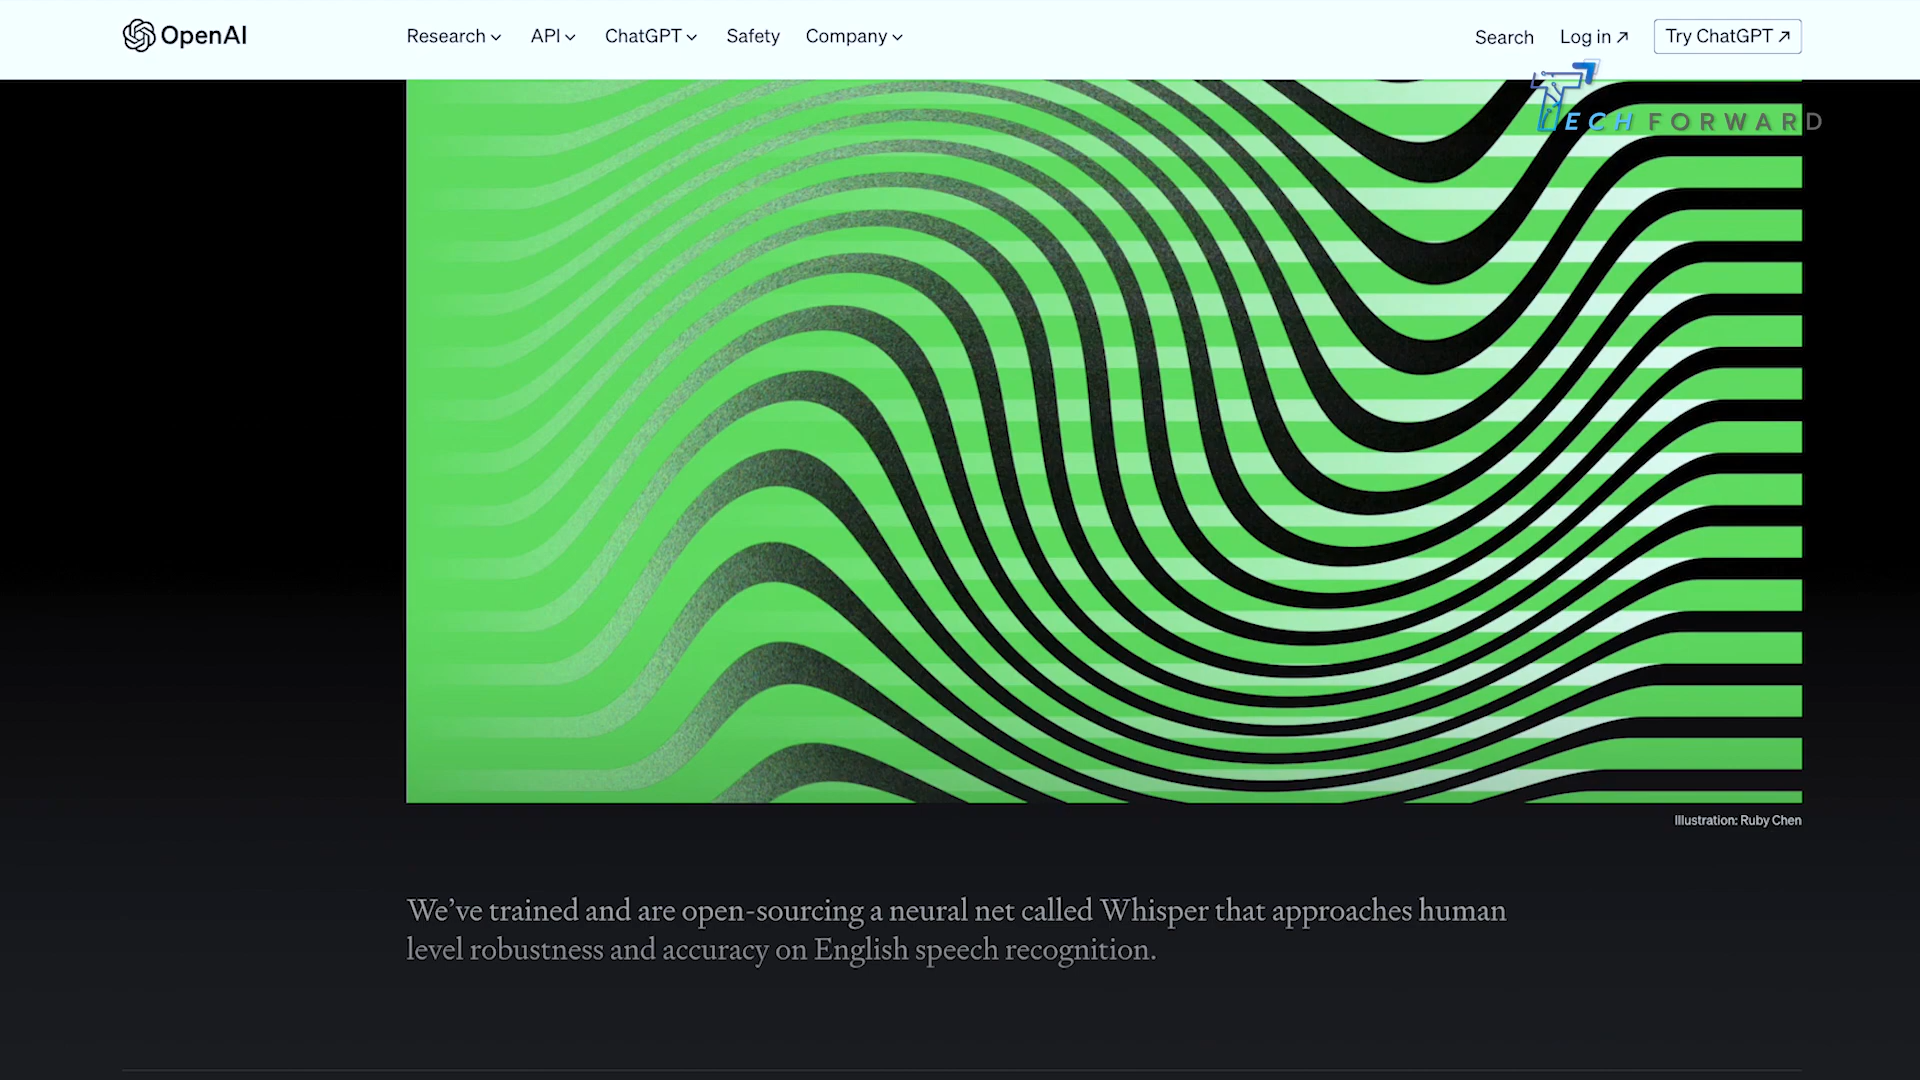 OpenAI
Research
API
ChatGPT
Safety
Company
Search
Log in ↗
Try ChatGPT ↗
TECH FORWARD
Illustration: Ruby Chen
We’ve trained and are open-sourcing a neural net called Whisper that approaches human
level robustness and accuracy on English speech recognition.